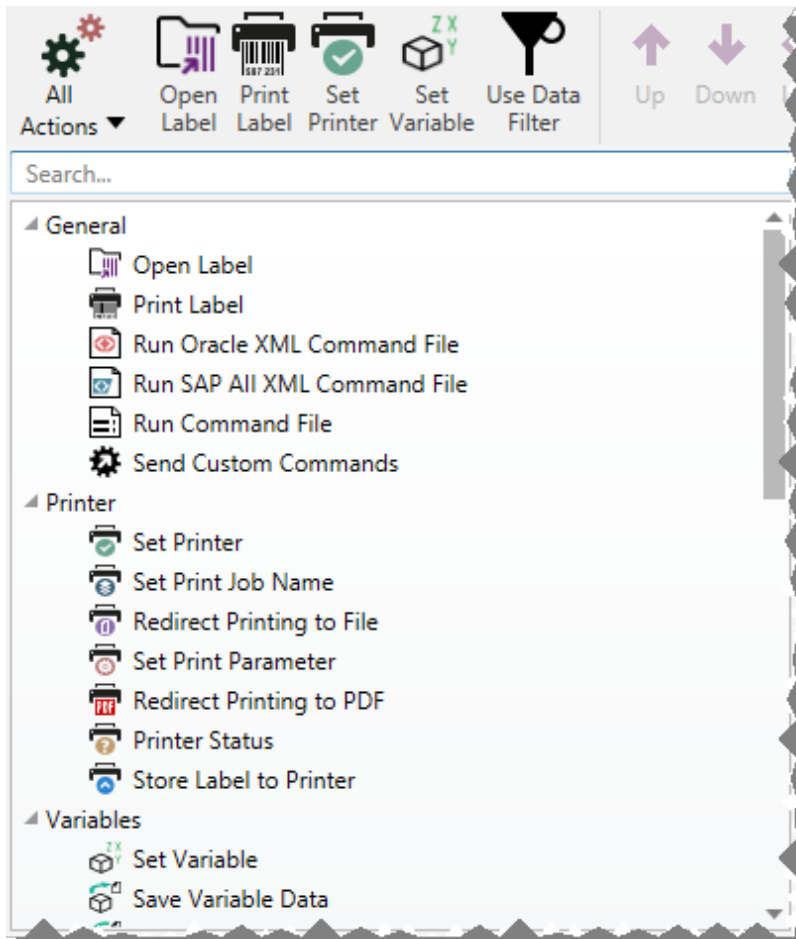 All Actions
Open Label
Print Label
Set Printer
Set Variable
Use Data Filter
Up
Down
Search...
General
Open Label
Print Label
Run Oracle XML Command File
Run SAP AII XML Command File
Run Command File
Send Custom Commands
Printer
Set Printer
Set Print Job Name
Redirect Printing to File
Set Print Parameter
Redirect Printing to PDF
Printer Status
Store Label to Printer
Variables
Set Variable
Save Variable Data